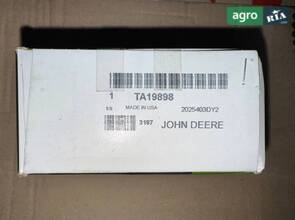 agro RIA
1 TA19898
MADE IN USA 2025403DY2
3197 JOHN DEERE